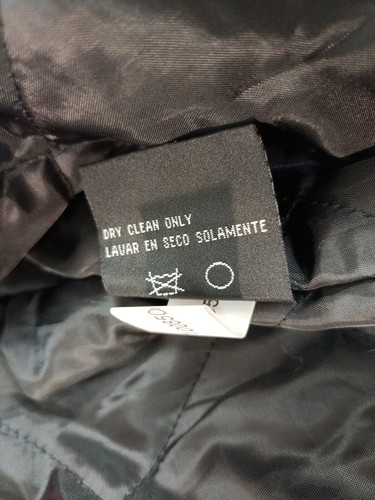 DRY CLEAN ONLY
LAVAR EN SECO SOLAMENTE